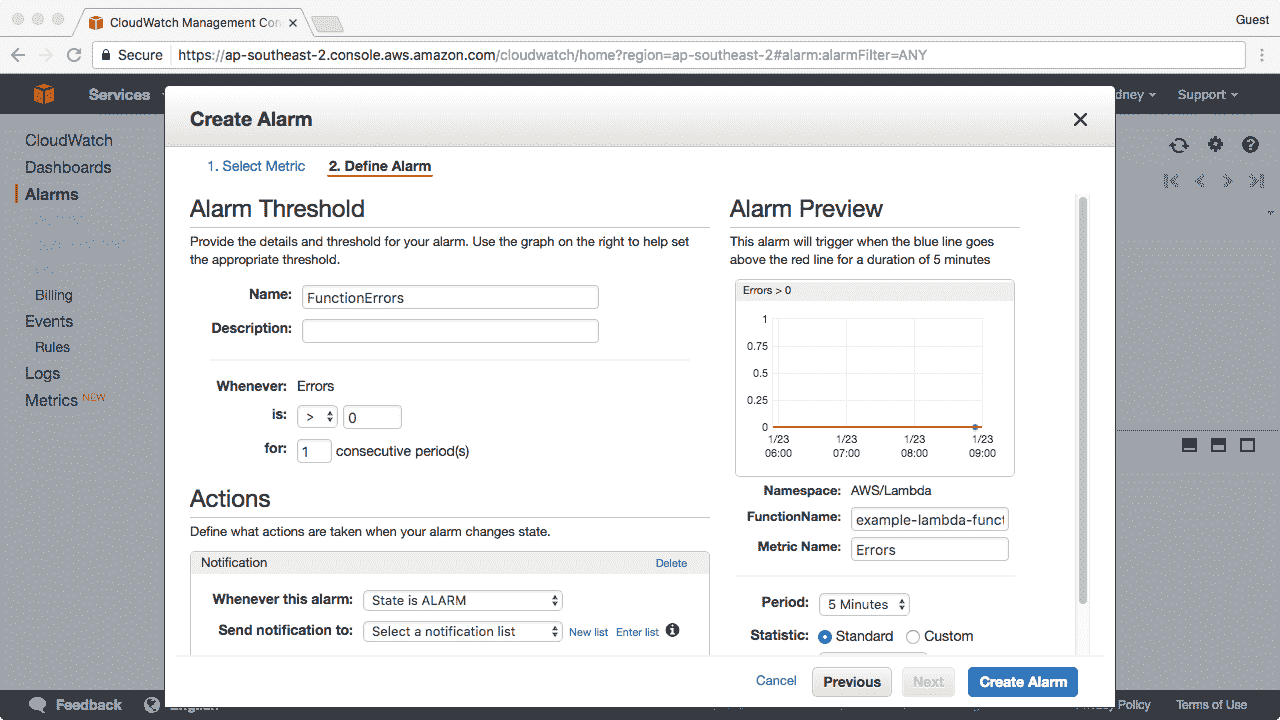 CloudWatch Management Con
Guest
Secure https://ap-southeast-2.console.aws.amazon.com/cloudwatch/home?region=ap-southeast-2#alarm:alarmFilter=ANY
Services
Support
CloudWatch
Dashboards
Alarms
Billing
Events
Rules
Logs
Metrics NEW
Create Alarm
1. Select Metric
2. Define Alarm
Alarm Threshold
Provide the details and threshold for your alarm. Use the graph on the right to help set
the appropriate threshold.
Name: FunctionErrors
Description:
Whenever: Errors
is: > 0
for: 1 consecutive period(s)
Actions
Define what actions are taken when your alarm changes state.
Notification Delete
Whenever this alarm: State is ALARM
Send notification to: Select a notification list New list Enter list
Alarm Preview
This alarm will trigger when the blue line goes
above the red line for a duration of 5 minutes
Errors > 0
1
0.75
0.5
0.25
0
1/23 1/23 1/23 1/23
06:00 07:00 08:00 09:00
Namespace: AWS/Lambda
FunctionName: example-lambda-funct
Metric Name: Errors
Period: 5 Minutes
Statistic: Standard Custom
Cancel Previous Next Create Alarm
Feedback
Policy Terms of Use